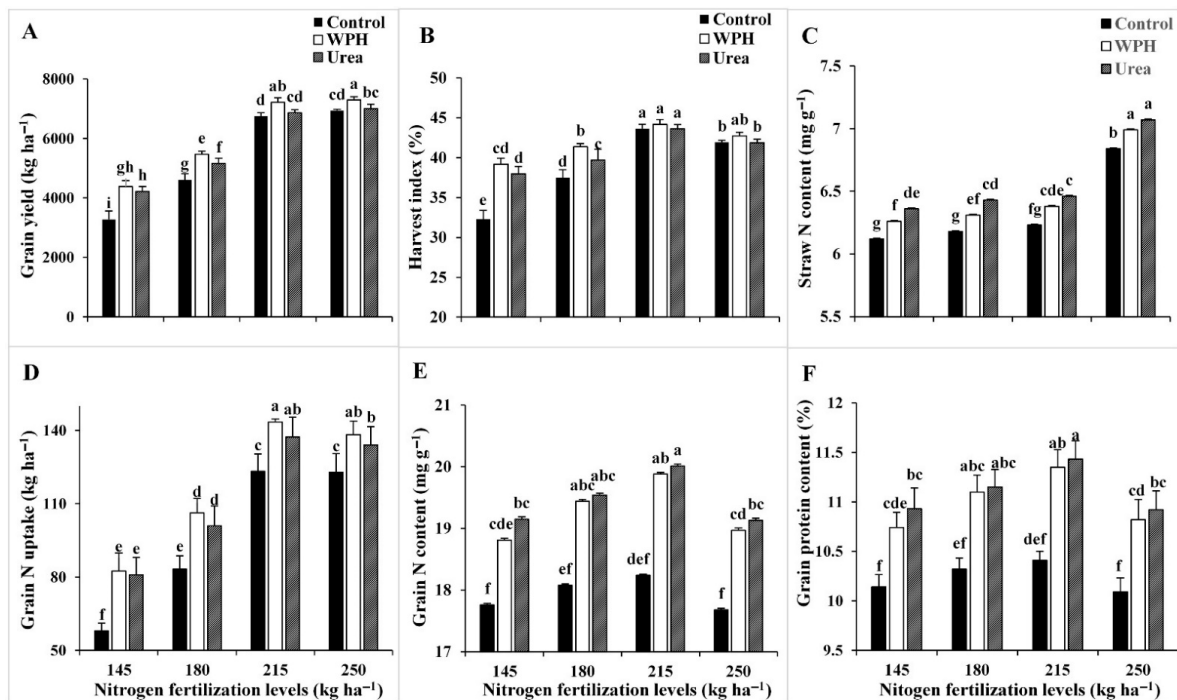 A
Control
WPH
Urea
Grain yield (kg ha⁻¹)
8000
6000
4000
2000
0
i gh h
g e f
d ab cd
cd a bc
B
Control
WPH
Urea
Harvest index (%)
50
45
40
35
30
25
20
e cd d
d b c
a a a
b ab b
C
Control
WPH
Urea
Straw N content (mg g⁻¹)
7.5
7
6.5
6
5.5
g f de
g ef cd
fg cde c
b a a
D
Grain N uptake (kg ha⁻¹)
140
110
80
50
f e e
e d d
c a ab
c ab b
145 180 215 250
Nitrogen fertilization levels (kg ha⁻¹)
E
Grain N content (mg g⁻¹)
21
20
19
18
17
f cde bc
ef abc abc
def ab a
f cd bc
145 180 215 250
Nitrogen fertilization levels (kg ha⁻¹)
F
Grain protein content (%)
12
11.5
11
10.5
10
9.5
f cde bc
ef abc abc
def ab a
f cd bc
145 180 215 250
Nitogen fertilization levels (kg ha⁻¹)